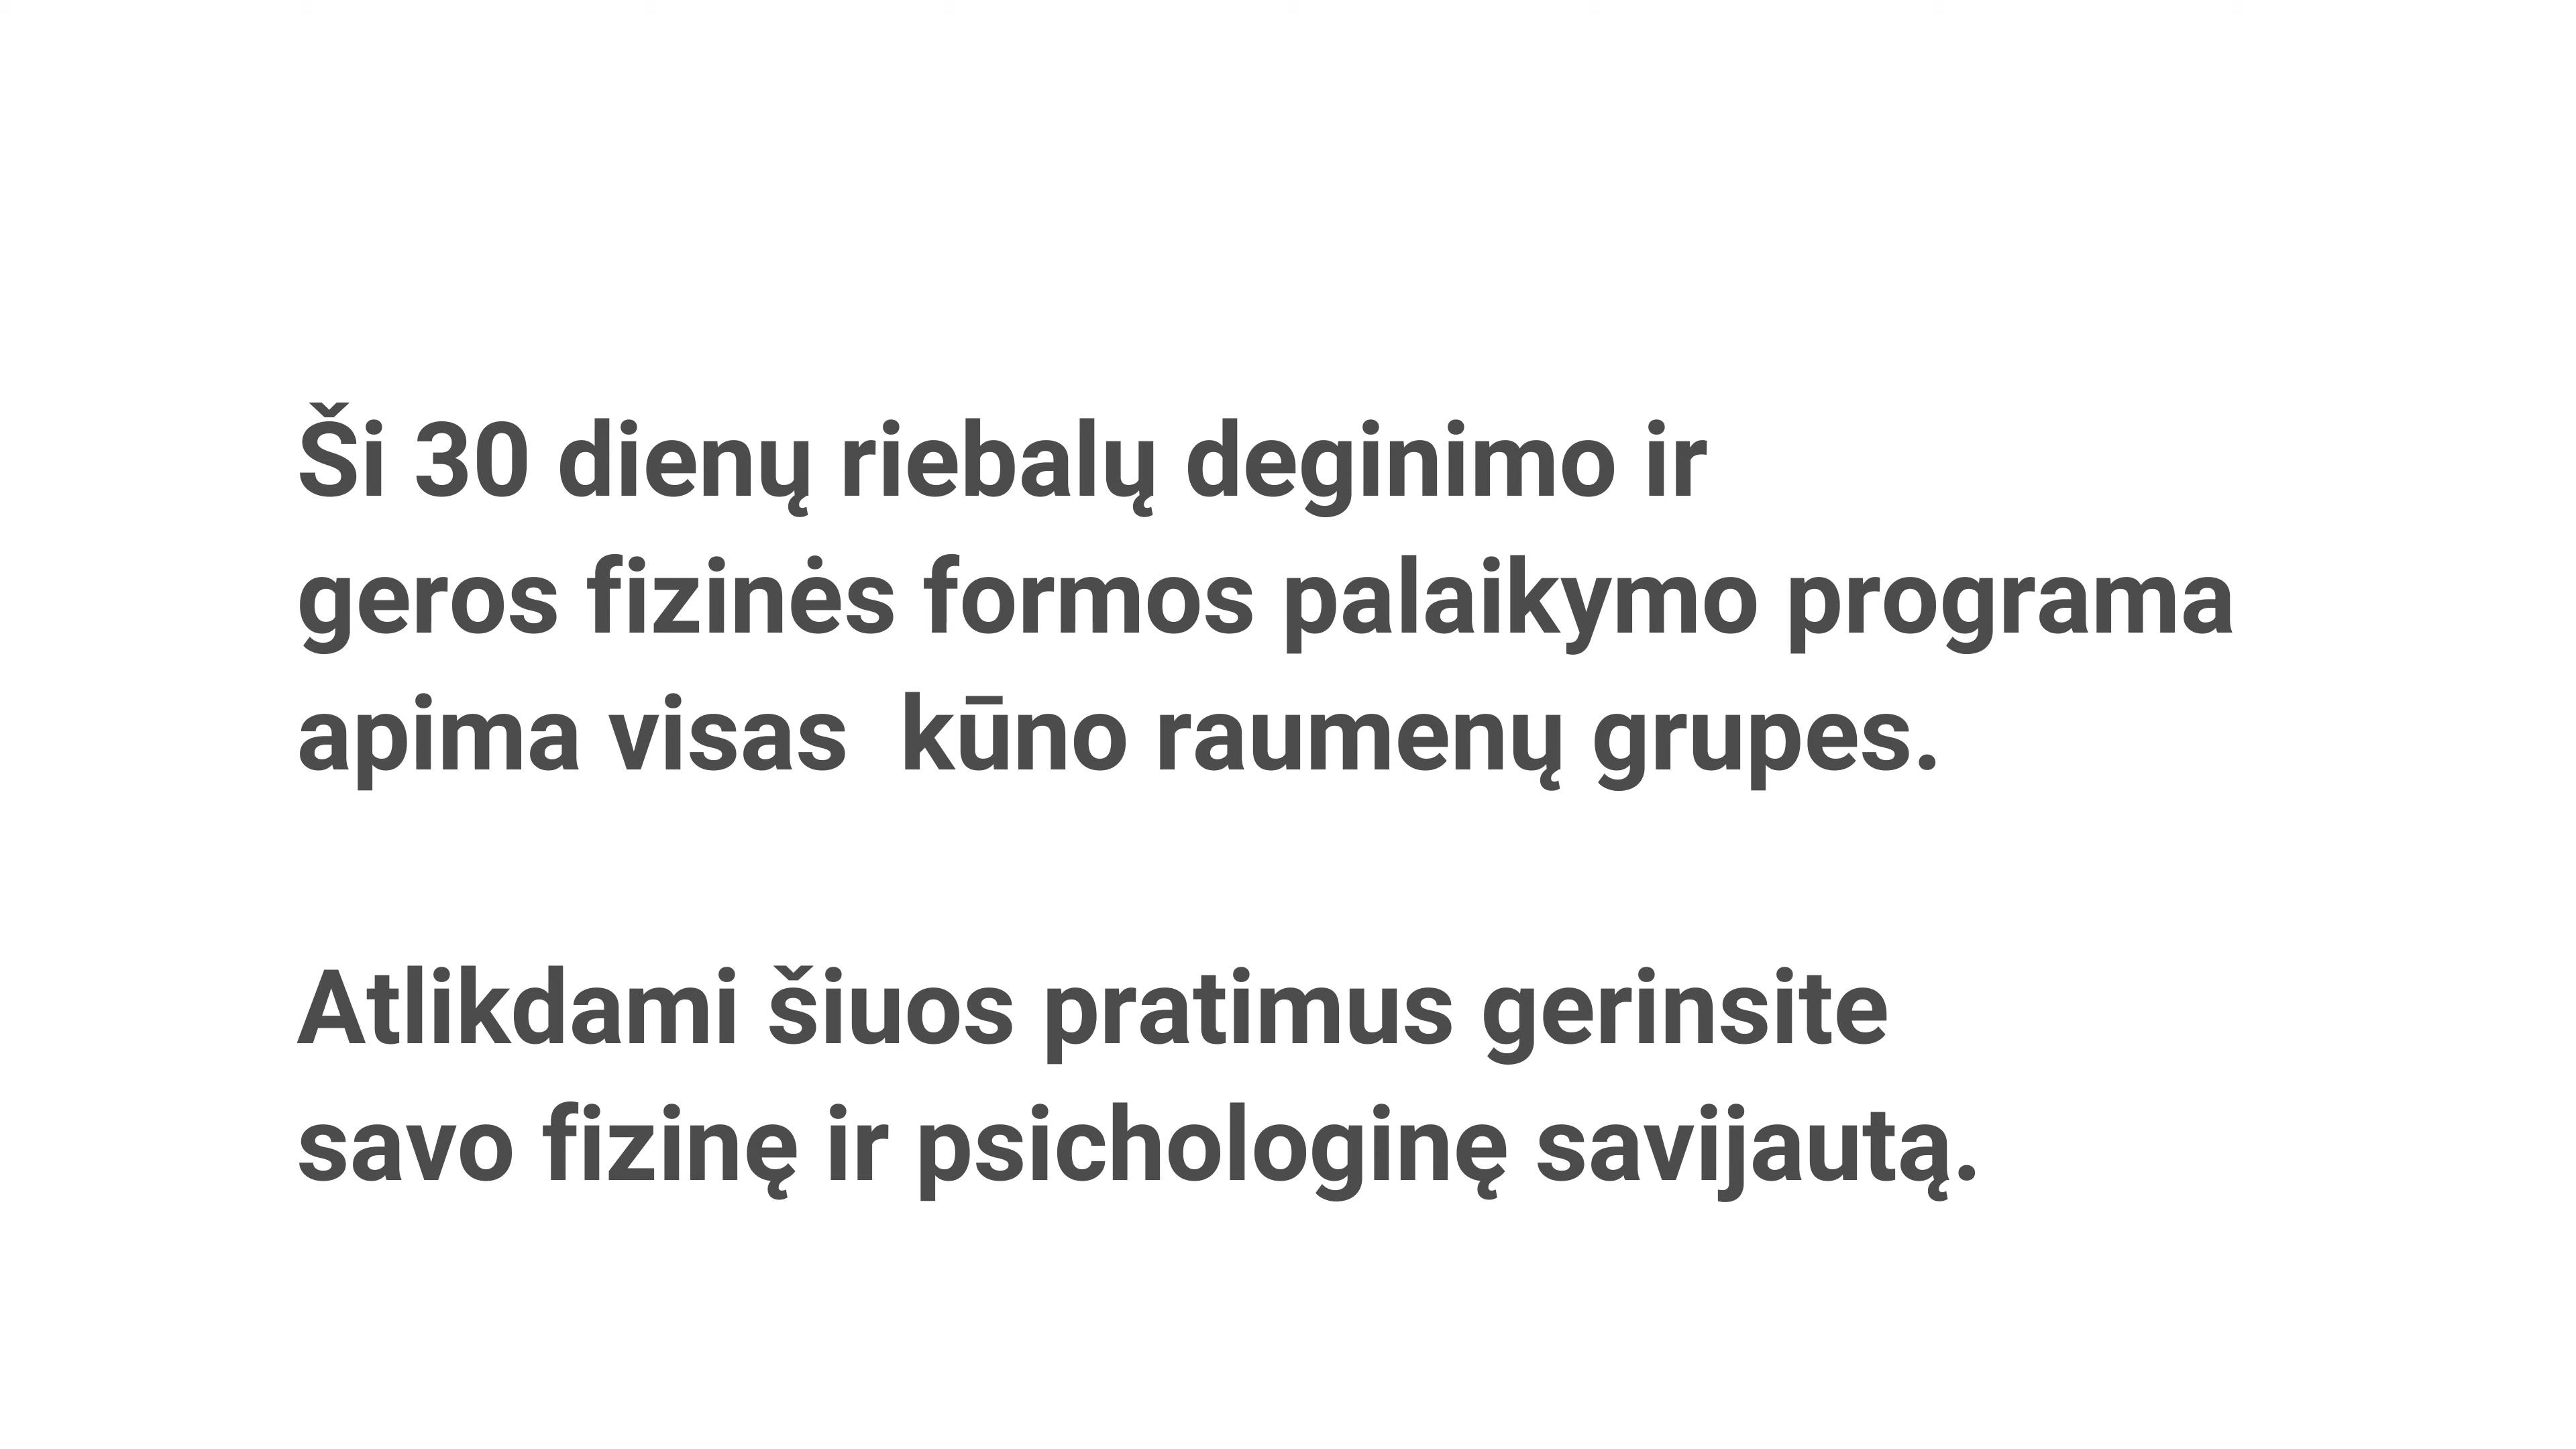 Ši 30 dienų riebalų deginimo ir
geros fizinės formos palaikymo programa
apima visas  kūno raumenų grupes.
Atlikdami šiuos pratimus gerinsite
savo fizinę ir psichologinę savijautą.